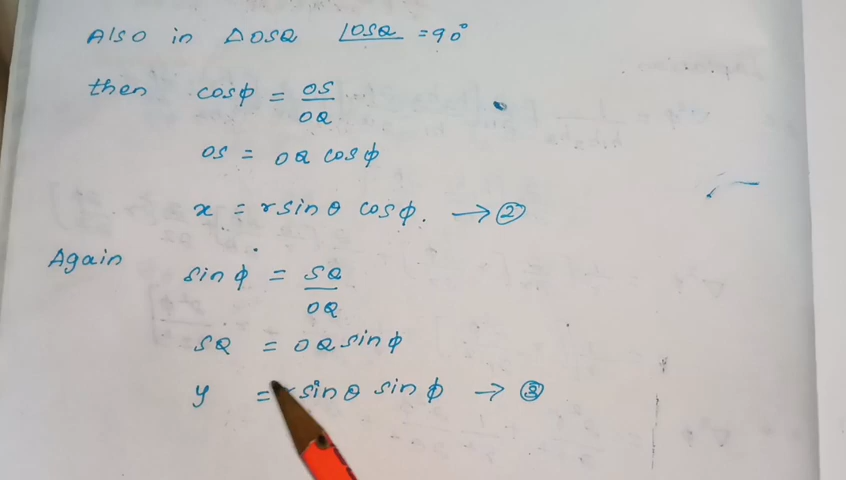 Also in ΔOSQ ∠OSQ = 90°
then cosφ = OS/OQ
OS = OQ cosφ
x = r sinθ cosφ. → ②
Again sinφ = SQ/OQ
SQ = OQ sinφ
y = r sinθ sinφ → ③